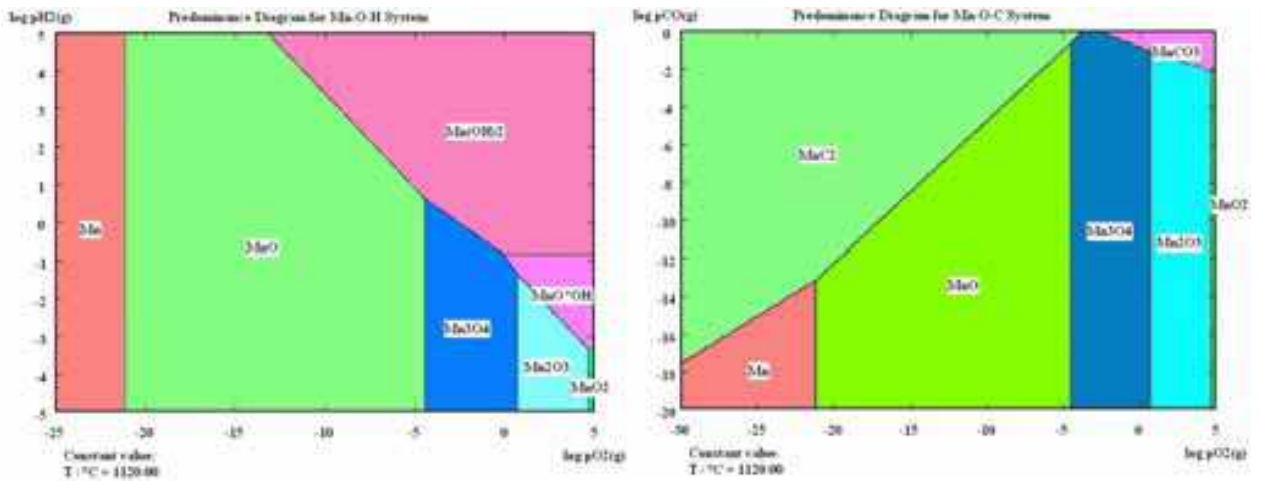 log pH2(g)
Predominance Diagram for Mn-O-H System
5
4
3
2
1
0
-1
-2
-3
-4
-5
Mn
MnO
Mn(OH)2
MnO*OH
Mn3O4
Mn2O3
MnO2
-25
-20
-15
-10
-5
0
5
Constant value:
T / °C = 1120.00
log pO2(g)
log pCO(g)
Predominance Diagram for Mn-O-C System
0
-2
-4
-6
-8
-10
-12
-14
-16
-18
-20
MnCO3
MnC2
MnO2
Mn3O4
Mn2O3
MnO
Mn
-30
-25
-20
-15
-10
-5
0
5
Constant value:
T / °C = 1120.00
log pO2(g)